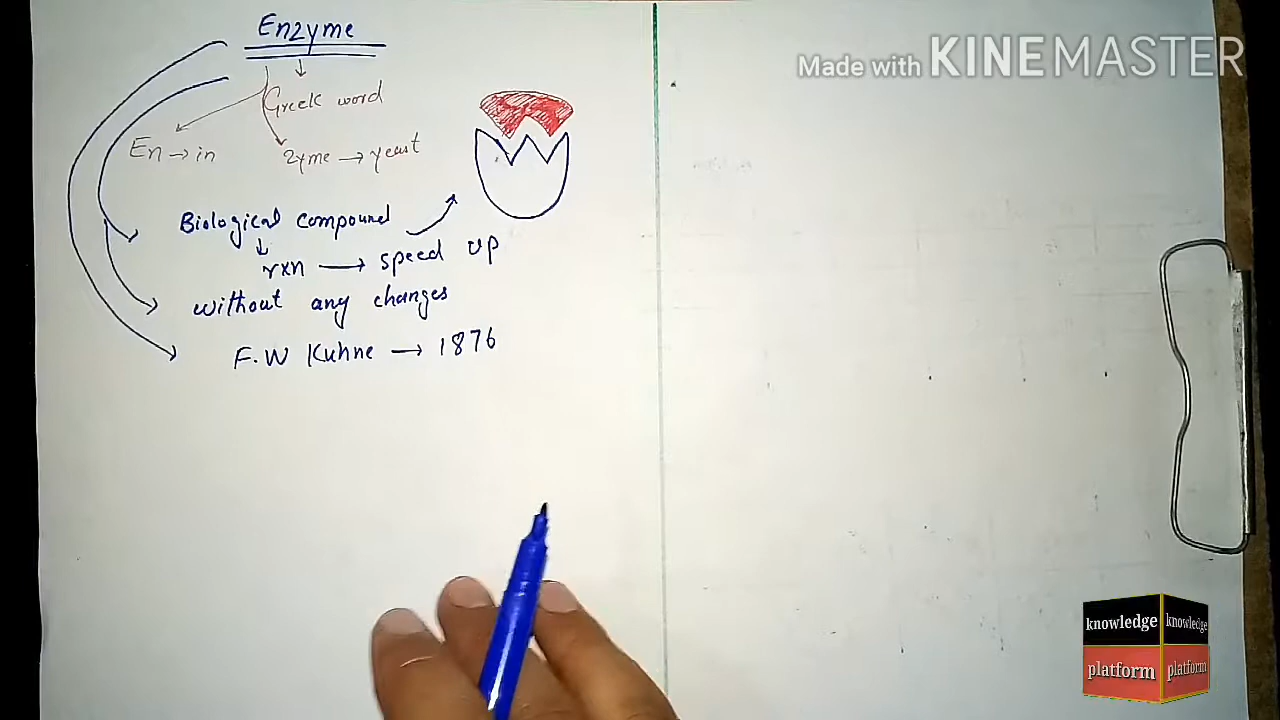 Enzyme
Made with KINEMASTER
Greek word
En → in
zyme → yeast
Biological compound
rxn → speed up
without any changes
F.W Kuhne → 1876
knowledge knowledge
platform platform